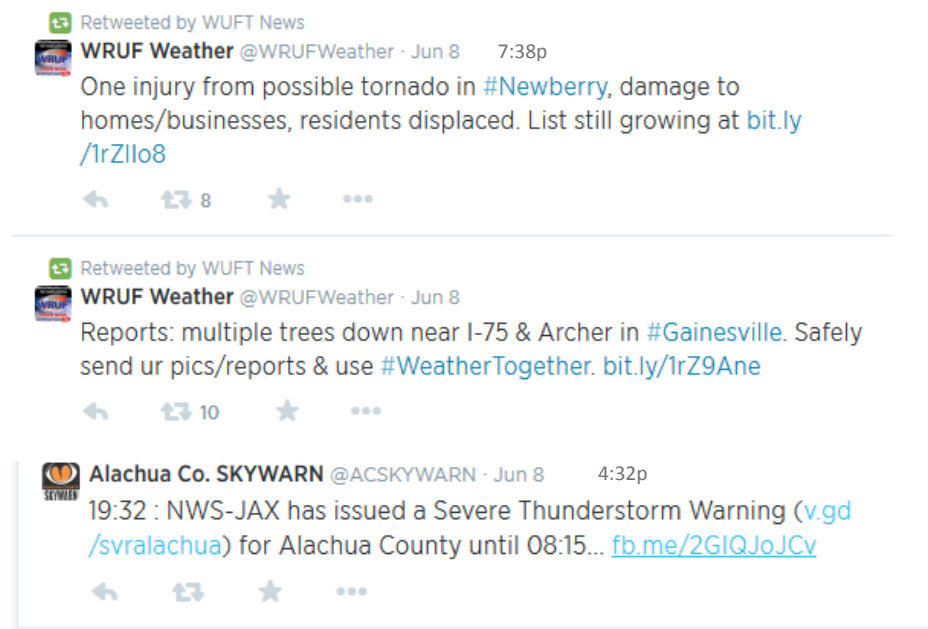 Retweeted by WUFT News
WRUF Weather @WRUFWeather · Jun 8 7:38p
One injury from possible tornado in #Newberry, damage to
homes/businesses, residents displaced. List still growing at bit.ly
/1rZllo8
8
Retweeted by WUFT News
WRUF Weather @WRUFWeather · Jun 8
Reports: multiple trees down near I-75 & Archer in #Gainesville. Safely
send ur pics/reports & use #WeatherTogether. bit.ly/1rZ9Ane
10
Alachua Co. SKYWARN @ACSKYWARN · Jun 8 4:32p
SKYWARN
19:32 : NWS-JAX has issued a Severe Thunderstorm Warning (v.gd
/svralachua) for Alachua County until 08:15... fb.me/2GIQJoJCv